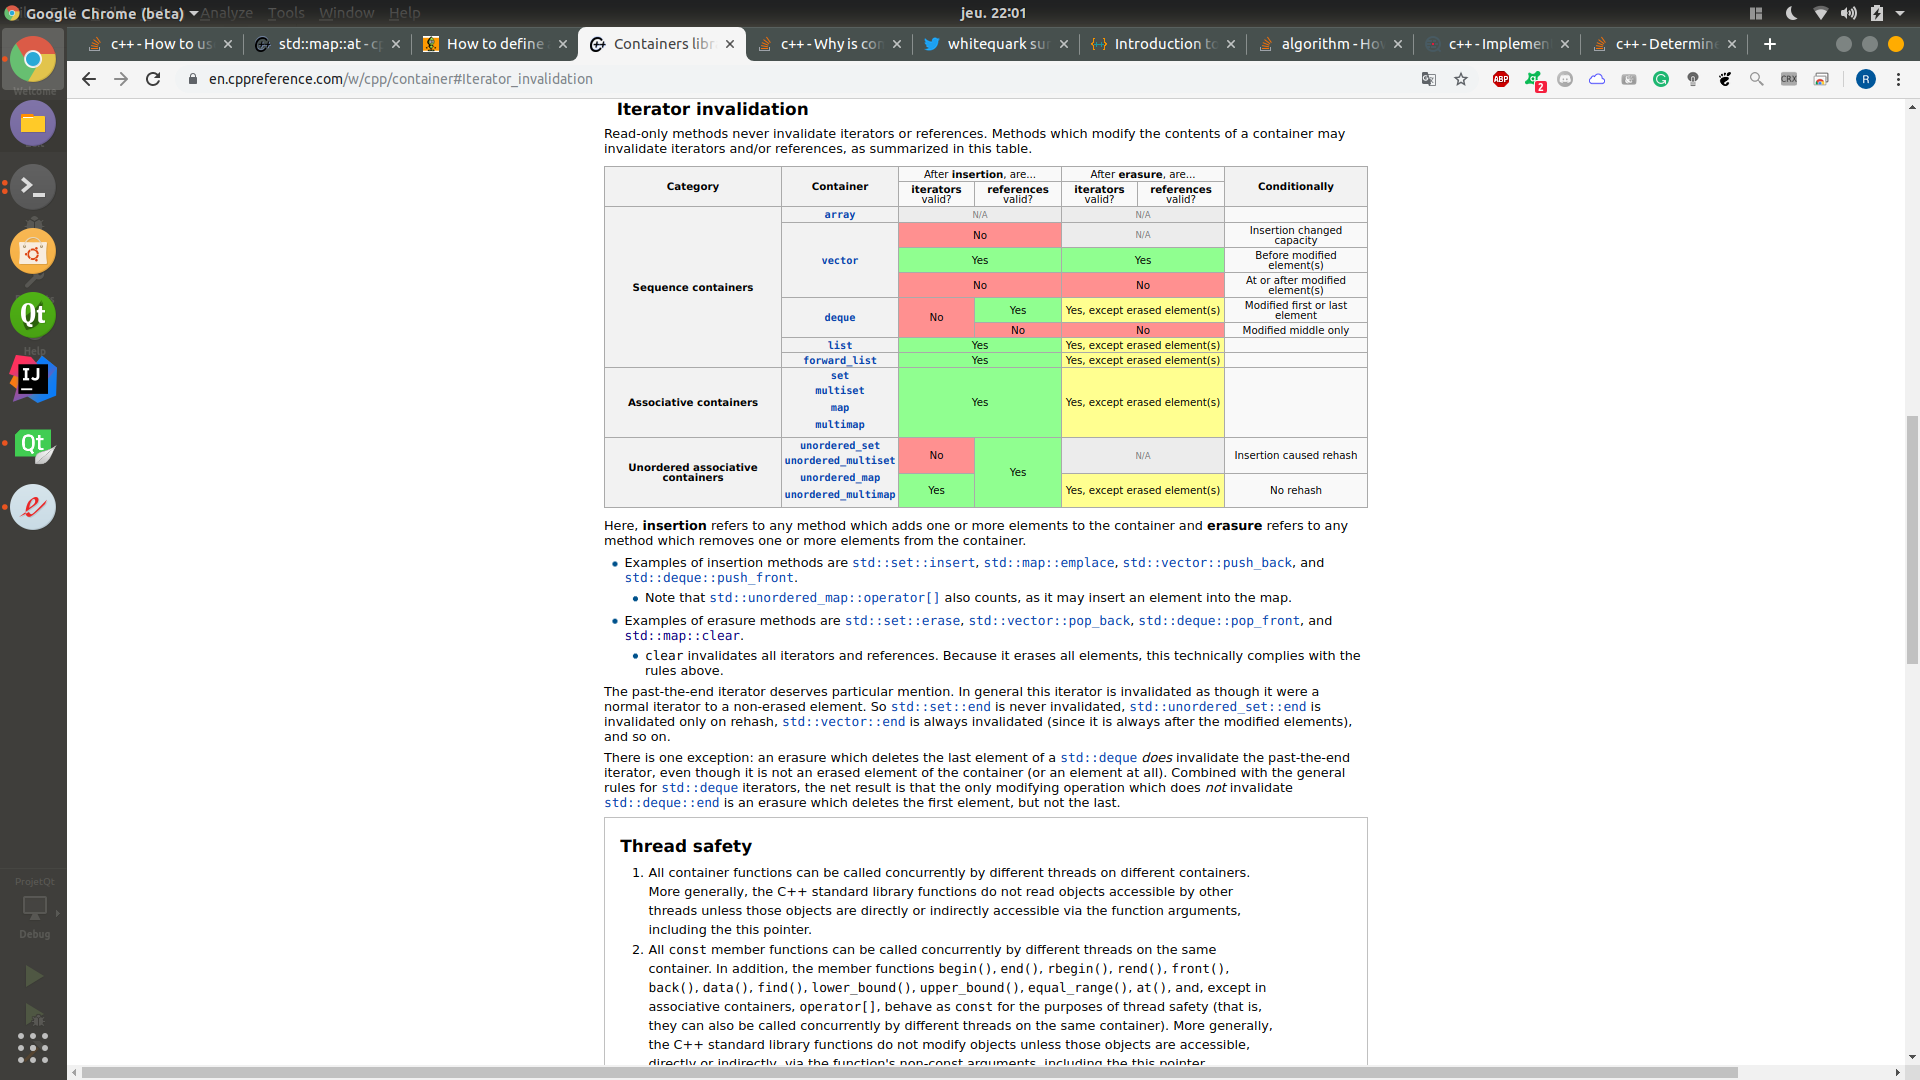 Google Chrome (beta) Analyze Tools Window Help
jeu. 22:01
c++ - How to us
std::map::at - cp
How to define
Containers libr
c++ - Why is con
whitequark su
Introduction to
algorithm - Ho
c++ - Implemen
c++ - Determin
en.cppreference.com/w/cpp/container#Iterator_invalidation
ABP
2
CRX
R
Welcome
Qt
Help
IJ
Qt
ProjetQt
Debug
Iterator invalidation
Read-only methods never invalidate iterators or references. Methods which modify the contents of a container may
invalidate iterators and/or references, as summarized in this table.
Category Container After insertion, are... After erasure, are... Conditionally
iterators valid? references valid? iterators valid? references valid?
Sequence containers
array N/A N/A
vector
No N/A Insertion changed capacity
Yes Yes Before modified element(s)
No No At or after modified element(s)
deque
No Yes Yes, except erased element(s) Modified first or last element
No No Modified middle only
list Yes Yes, except erased element(s)
forward_list Yes Yes, except erased element(s)
Associative containers
set
multiset
map
multimap
Yes Yes, except erased element(s)
Unordered associative containers
unordered_set
unordered_multiset
unordered_map
unordered_multimap
No Yes N/A Insertion caused rehash
Yes Yes, except erased element(s) No rehash
Here, insertion refers to any method which adds one or more elements to the container and erasure refers to any
method which removes one or more elements from the container.
Examples of insertion methods are std::set::insert, std::map::emplace, std::vector::push_back, and
std::deque::push_front.
Note that std::unordered_map::operator[] also counts, as it may insert an element into the map.
Examples of erasure methods are std::set::erase, std::vector::pop_back, std::deque::pop_front, and
std::map::clear.
clear invalidates all iterators and references. Because it erases all elements, this technically complies with the
rules above.
The past-the-end iterator deserves particular mention. In general this iterator is invalidated as though it were a
normal iterator to a non-erased element. So std::set::end is never invalidated, std::unordered_set::end is
invalidated only on rehash, std::vector::end is always invalidated (since it is always after the modified elements),
and so on.
There is one exception: an erasure which deletes the last element of a std::deque does invalidate the past-the-end
iterator, even though it is not an erased element of the container (or an element at all). Combined with the general
rules for std::deque iterators, the net result is that the only modifying operation which does not invalidate
std::deque::end is an erasure which deletes the first element, but not the last.
Thread safety
1. All container functions can be called concurrently by different threads on different containers.
More generally, the C++ standard library functions do not read objects accessible by other
threads unless those objects are directly or indirectly accessible via the function arguments,
including the this pointer.
2. All const member functions can be called concurrently by different threads on the same
container. In addition, the member functions begin(), end(), rbegin(), rend(), front(),
back(), data(), find(), lower_bound(), upper_bound(), equal_range(), at(), and, except in
associative containers, operator[], behave as const for the purposes of thread safety (that is,
they can also be called concurrently by different threads on the same container). More generally,
the C++ standard library functions do not modify objects unless those objects are accessible,
directly or indirectly, via the function's non-const arguments, including the this pointer.